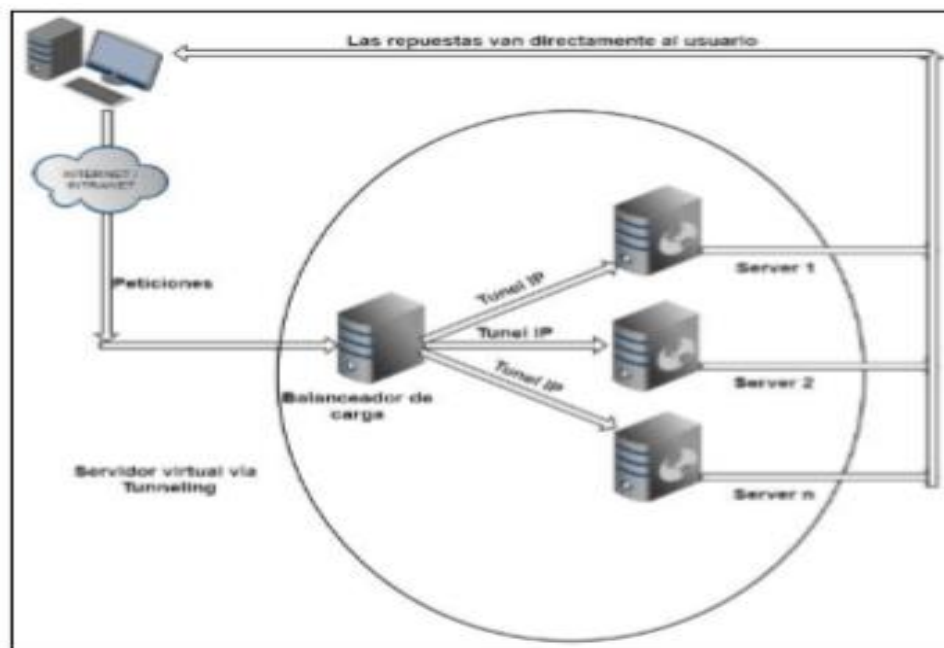 Las repuestas van directamente al usuario
INTERNET /
INTRANET
Peticiones
Tunel IP
Server 1
Tunel IP
Server 2
Tunel IP
Balanceador de
carga
Servidor virtual via
Tunneling
Server n